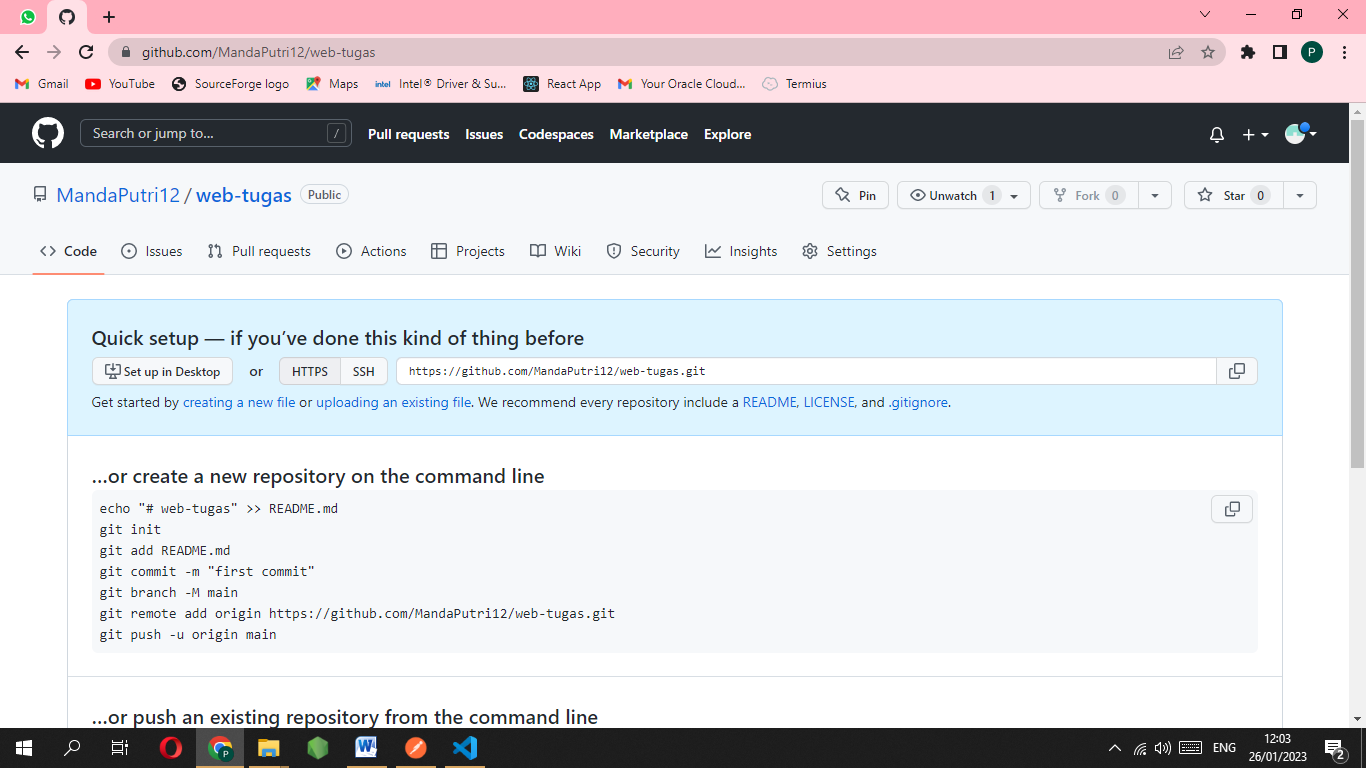 github.com/MandaPutri12/web-tugas
P
Gmail YouTube SourceForge logo Maps intel Intel® Driver & Su... React App Your Oracle Cloud... Termius
Search or jump to... / Pull requests Issues Codespaces Marketplace Explore
MandaPutri12 / web-tugas Public Pin Unwatch 1 Fork 0 Star 0
Code Issues Pull requests Actions Projects Wiki Security Insights Settings
Quick setup — if you’ve done this kind of thing before
Set up in Desktop or HTTPS SSH https://github.com/MandaPutri12/web-tugas.git
Get started by creating a new file or uploading an existing file. We recommend every repository include a README, LICENSE, and .gitignore.
…or create a new repository on the command line
echo "# web-tugas" >> README.md
git init
git add README.md
git commit -m "first commit"
git branch -M main
git remote add origin https://github.com/MandaPutri12/web-tugas.git
git push -u origin main
…or push an existing repository from the command line
P W ENG 12:03
26/01/2023 2